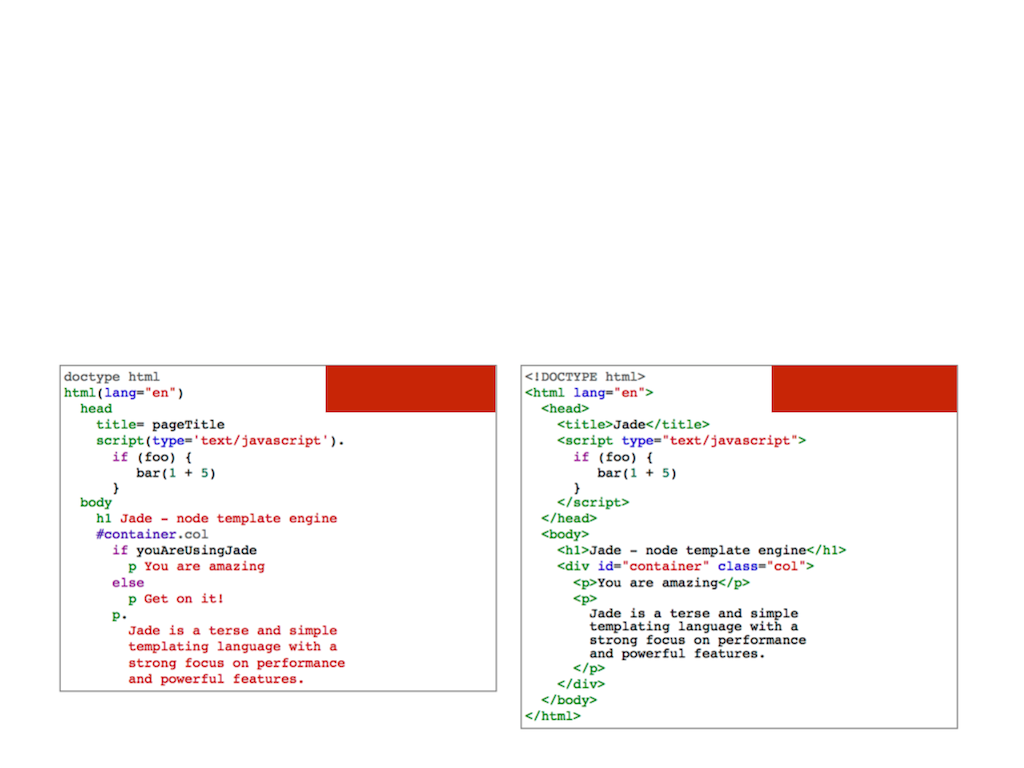 doctype html
html(lang="en")
  head
    title= pageTitle
    script(type='text/javascript').
      if (foo) {
         bar(1 + 5)
      }
  body
    h1 Jade - node template engine
    #container.col
      if youAreUsingJade
        p You are amazing
      else
        p Get on it!
      p.
        Jade is a terse and simple
        templating language with a
        strong focus on performance
        and powerful features.
<!DOCTYPE html>
<html lang="en">
  <head>
    <title>Jade</title>
    <script type="text/javascript">
      if (foo) {
         bar(1 + 5)
      }
    </script>
  </head>
  <body>
    <h1>Jade - node template engine</h1>
    <div id="container" class="col">
      <p>You are amazing</p>
      <p>
        Jade is a terse and simple
        templating language with a
        strong focus on performance
        and powerful features.
      </p>
    </div>
  </body>
</html>